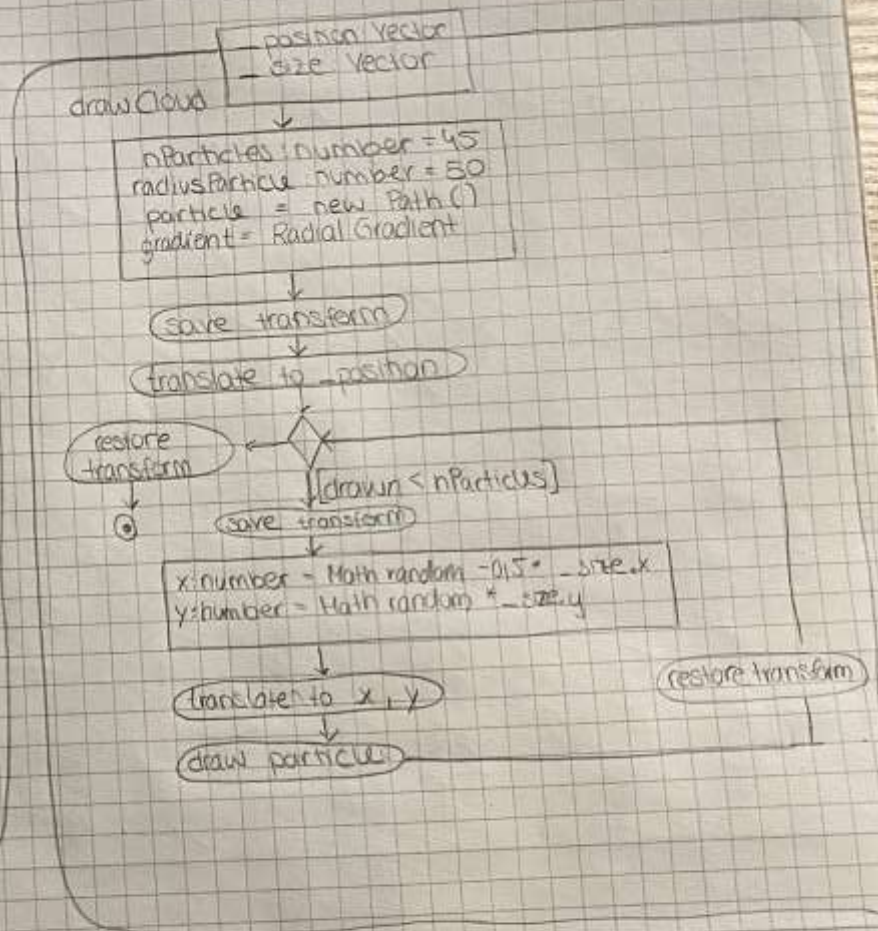 _position Vector
_size Vector
drawCloud
nParticles: number = 45
radiusParticle: number = 50
particle = new Path()
gradient = Radial Gradient
save transform
translate to _position
restore
transform
[drawn < nParticles]
save transform
x:number = Math random -0,5 * _size.x
y:number = Math random * _size.y
translate to x, y
restore transform
draw particle